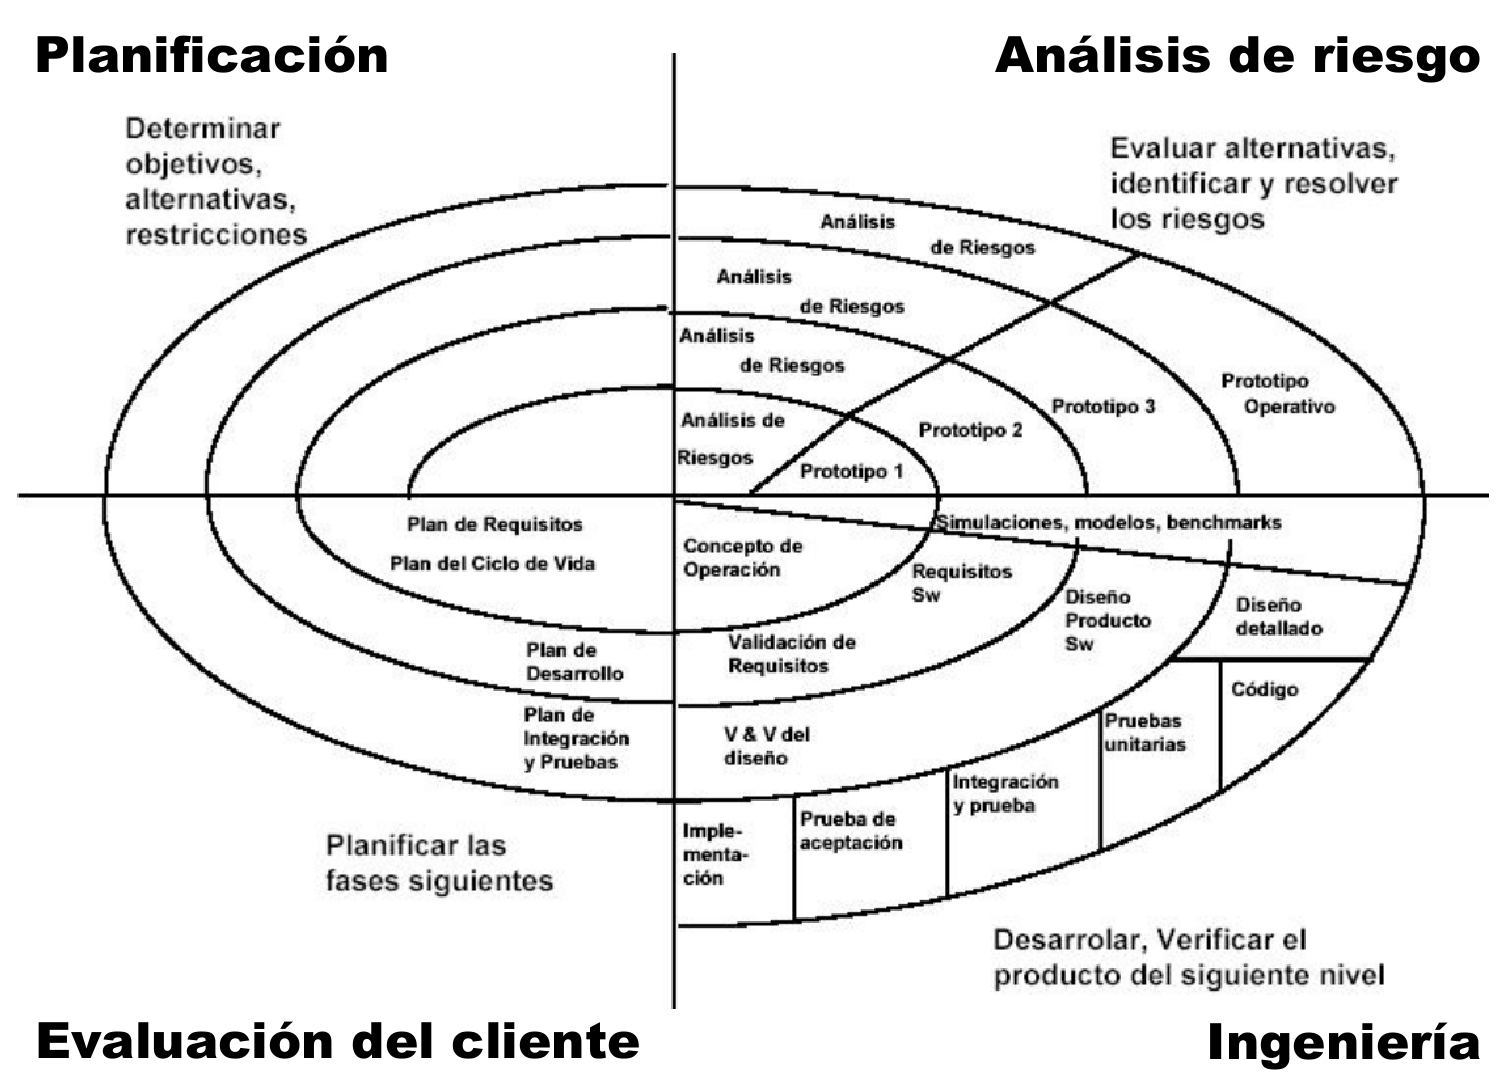 Planificación
Análisis de riesgo
Determinar
objetivos,
alternativas,
restricciones
Evaluar alternativas,
identificar y resolver
los riesgos
Análisis
de Riesgos
Análisis
de Riesgos
Análisis
de Riesgos
Análisis de
Riesgos
Prototipo 1
Prototipo 2
Prototipo 3
Prototipo
Operativo
Simulaciones, modelos, benchmarks
Plan de Requisitos
Plan del Ciclo de Vida
Concepto de
Operación
Requisitos
Sw
Diseño
Producto
Sw
Diseño
detallado
Plan de
Desarrollo
Validación de
Requisitos
Código
Plan de
Integración
y Pruebas
V & V del
diseño
Pruebas
unitarias
Integración
y prueba
Prueba de
aceptación
Imple-
menta-
ción
Planificar las
fases siguientes
Desarrolar, Verificar el
producto del siguiente nivel
Evaluación del cliente
Ingeniería